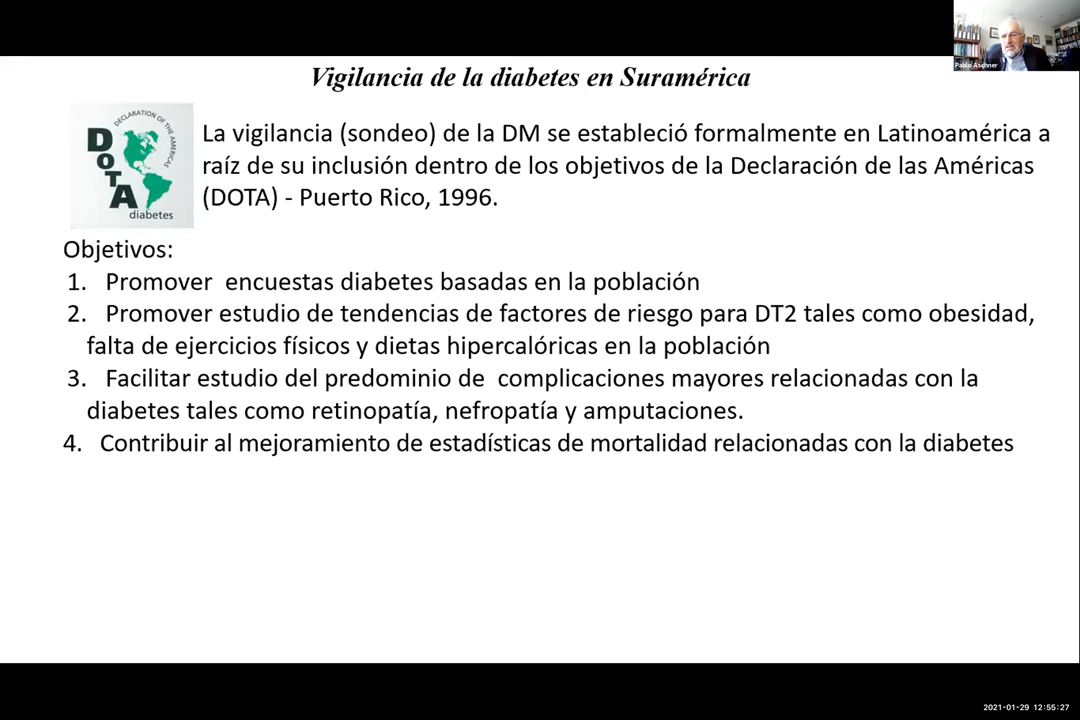 Pablo Aschner
Vigilancia de la diabetes en Suramérica
DECLARATION OF THE AMERICAS
DOTA
diabetes
La vigilancia (sondeo) de la DM se estableció formalmente en Latinoamérica a
raíz de su inclusión dentro de los objetivos de la Declaración de las Américas
(DOTA) - Puerto Rico, 1996.
Objetivos:
1. Promover encuestas diabetes basadas en la población
2. Promover estudio de tendencias de factores de riesgo para DT2 tales como obesidad,
falta de ejercicios físicos y dietas hipercalóricas en la población
3. Facilitar estudio del predominio de complicaciones mayores relacionadas con la
diabetes tales como retinopatía, nefropatía y amputaciones.
4. Contribuir al mejoramiento de estadísticas de mortalidad relacionadas con la diabetes
2021-01-29 12:55:27